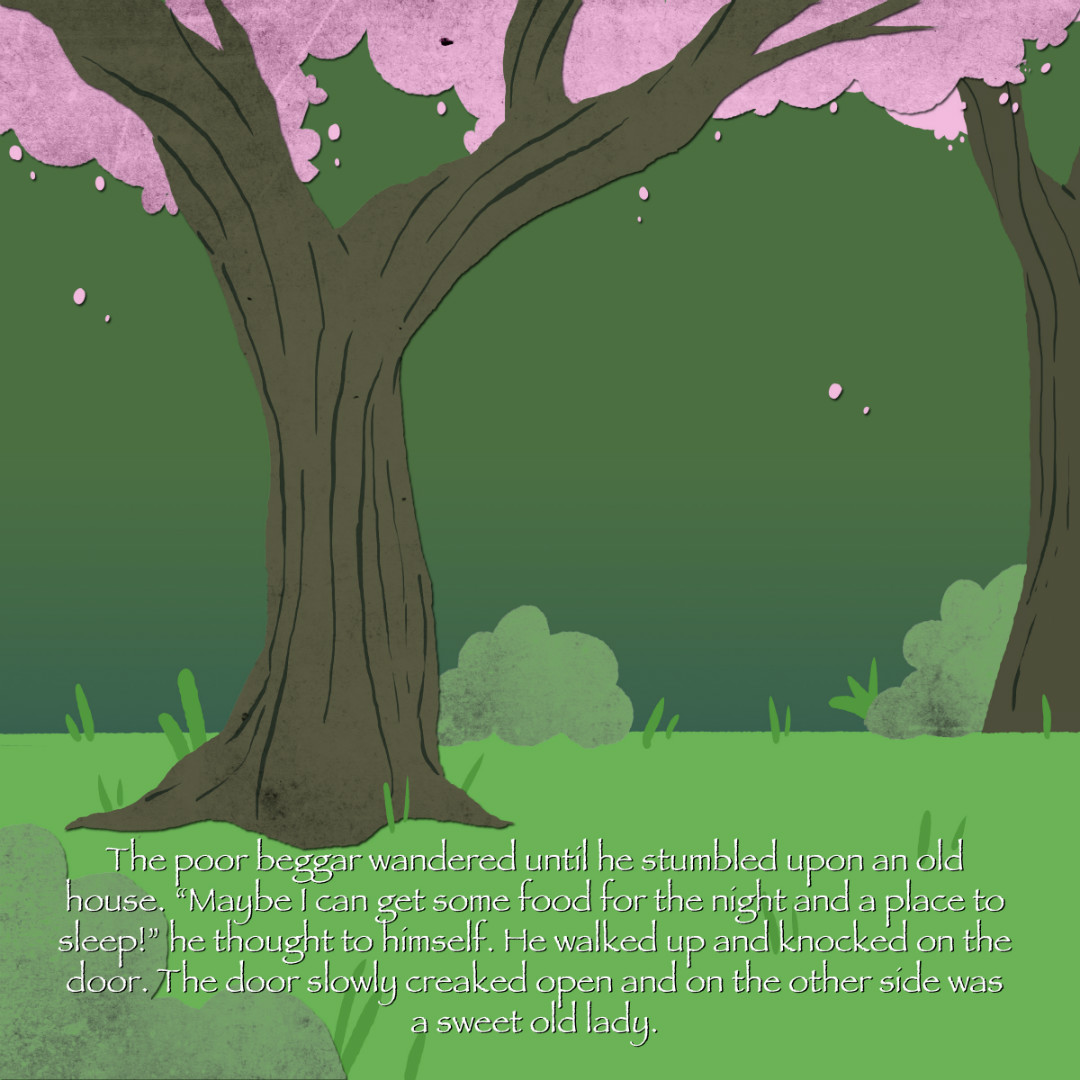 The poor beggar wandered until he stumbled upon an old
house. “Maybe I can get some food for the night and a place to
sleep!” he thought to himself. He walked up and knocked on the
door. The door slowly creaked open and on the other side was
a sweet old lady.